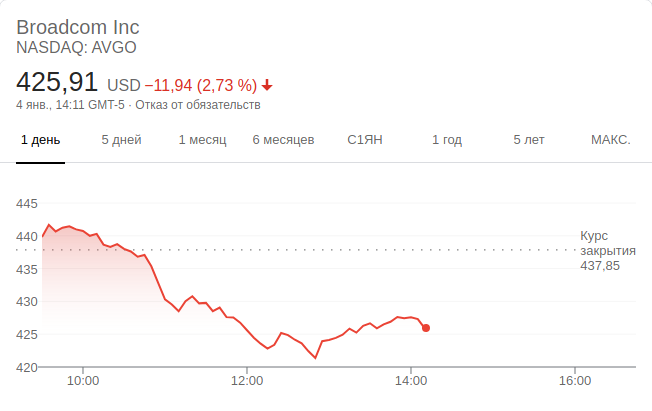 Broadcom Inc
NASDAQ: AVGO
425,91 USD −11,94 (2,73 %)
4 янв., 14:11 GMT-5 · Отказ от обязательств
1 день 5 дней 1 месяц 6 месяцев С1ЯН 1 год 5 лет МАКС.
445
440
435
430
425
420
Курс
закрытия
437,85
10:00 12:00 14:00 16:00